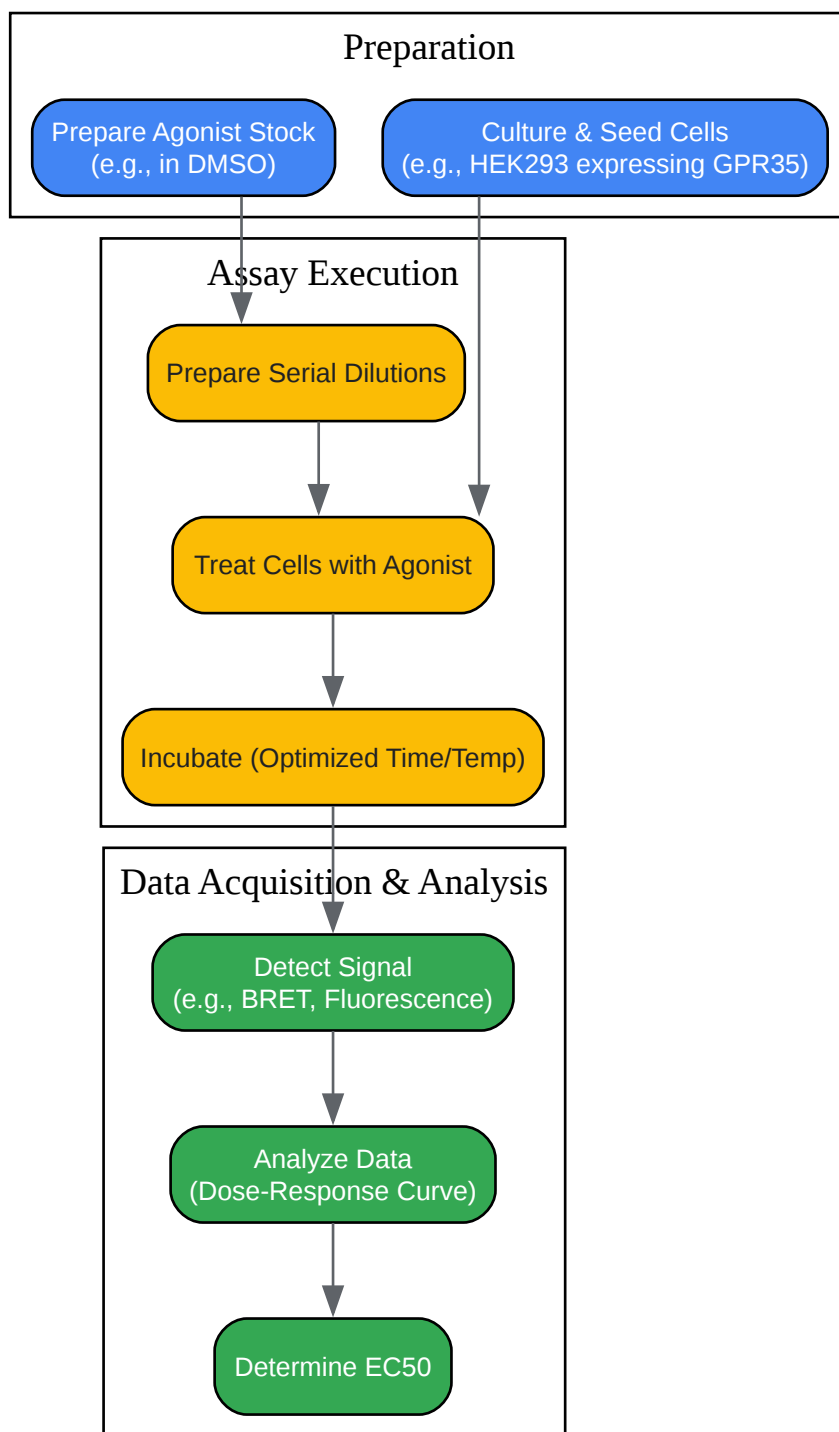 Preparation
Prepare Agonist Stock
(e.g., in DMSO)
Culture & Seed Cells
(e.g., HEK293 expressing GPR35)
Assay Execution
Prepare Serial Dilutions
Treat Cells with Agonist
Incubate (Optimized Time/Temp)
Data Acquisition & Analysis
Detect Signal
(e.g., BRET, Fluorescence)
Analyze Data
(Dose-Response Curve)
Determine EC50